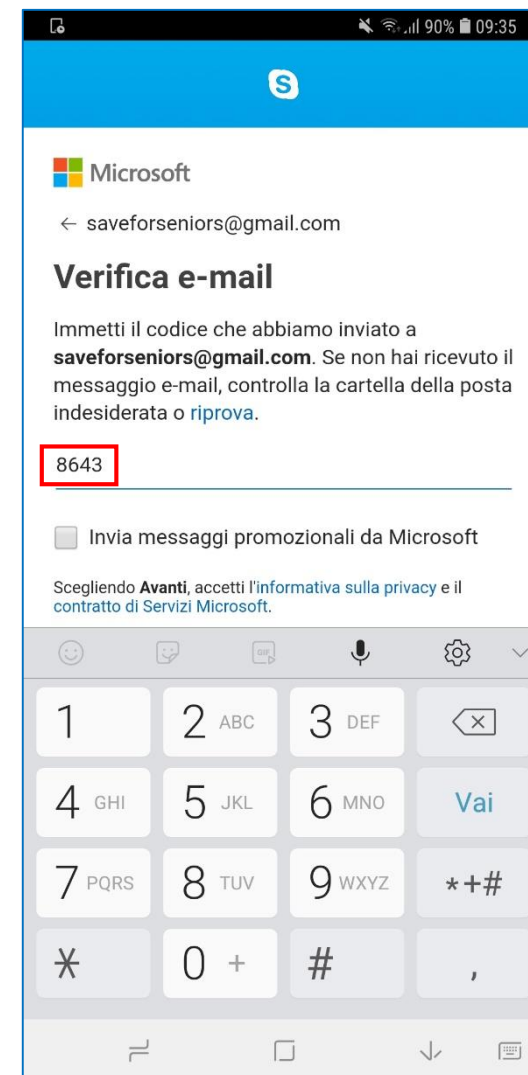 90% 09:35
S
Microsoft
← saveforseniors@gmail.com
Verifica e-mail
Immetti il codice che abbiamo inviato a
saveforseniors@gmail.com. Se non hai ricevuto il
messaggio e-mail, controlla la cartella della posta
indesiderata o riprova.
8643
Invia messaggi promozionali da Microsoft
Scegliendo Avanti, accetti l'informativa sulla privacy e il
contratto di Servizi Microsoft.
GIF
1 2 ABC 3 DEF
4 GHI 5 JKL 6 MNO Vai
7 PQRS 8 TUV 9 WXYZ *+#
* 0 + # ,